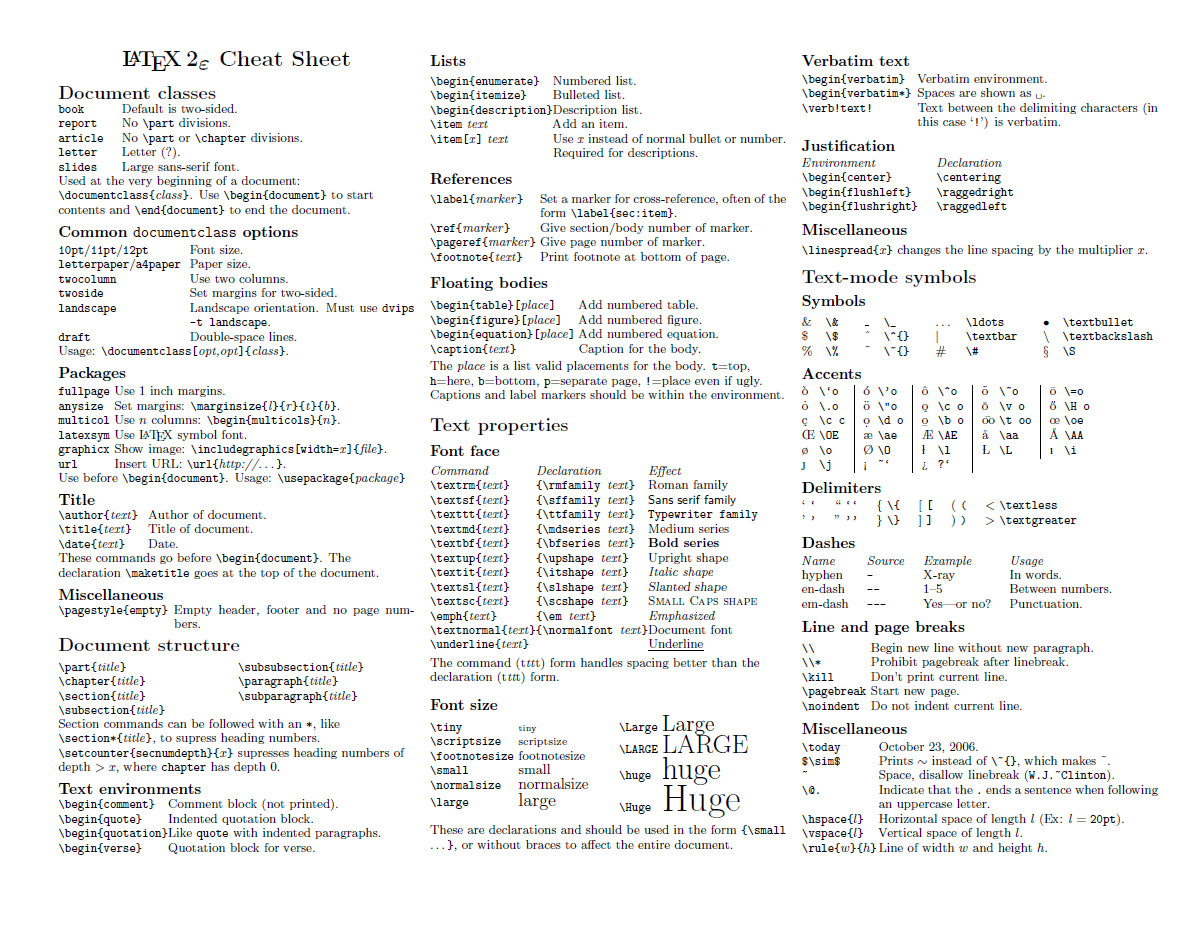 LATEX 2ε Cheat Sheet
Document classes
book Default is two-sided.
report No \part divisions.
article No \part or \chapter divisions.
letter Letter (?).
slides Large sans-serif font.
Used at the very beginning of a document:
\documentclass{class}. Use \begin{document} to start
contents and \end{document} to end the document.
Common documentclass options
10pt/11pt/12pt Font size.
letterpaper/a4paper Paper size.
twocolumn Use two columns.
twoside Set margins for two-sided.
landscape Landscape orientation. Must use dvips
-t landscape.
draft Double-space lines.
Usage: \documentclass[opt,opt]{class}.
Packages
fullpage Use 1 inch margins.
anysize Set margins: \marginsize{l}{r}{t}{b}.
multicol Use n columns: \begin{multicols}{n}.
latexsym Use LATEX symbol font.
graphicx Show image: \includegraphics[width=x]{file}.
url Insert URL: \url{http://...}.
Use before \begin{document}. Usage: \usepackage{package}
Title
\author{text} Author of document.
\title{text} Title of document.
\date{text} Date.
These commands go before \begin{document}. The
declaration \maketitle goes at the top of the document.
Miscellaneous
\pagestyle{empty} Empty header, footer and no page num-
bers.
Document structure
\part{title} \subsubsection{title}
\chapter{title} \paragraph{title}
\section{title} \subparagraph{title}
\subsection{title}
Section commands can be followed with an *, like
\section*{title}, to supress heading numbers.
\setcounter{secnumdepth}{x} supresses heading numbers of
depth > x, where chapter has depth 0.
Text environments
\begin{comment} Comment block (not printed).
\begin{quote} Indented quotation block.
\begin{quotation} Like quote with indented paragraphs.
\begin{verse} Quotation block for verse.
Lists
\begin{enumerate} Numbered list.
\begin{itemize} Bulleted list.
\begin{description} Description list.
\item text Add an item.
\item[x] text Use x instead of normal bullet or number.
Required for descriptions.
References
\label{marker} Set a marker for cross-reference, often of the
form \label{sec:item}.
\ref{marker} Give section/body number of marker.
\pageref{marker} Give page number of marker.
\footnote{text} Print footnote at bottom of page.
Floating bodies
\begin{table}[place] Add numbered table.
\begin{figure}[place] Add numbered figure.
\begin{equation}[place] Add numbered equation.
\caption{text} Caption for the body.
The place is a list valid placements for the body. t=top,
h=here, b=bottom, p=separate page, !=place even if ugly.
Captions and label markers should be within the environment.
Text properties
Font face
Command Declaration Effect
\textrm{text} {\rmfamily text} Roman family
\textsf{text} {\sffamily text} Sans serif family
\texttt{text} {\ttfamily text} Typewriter family
\textmd{text} {\mdseries text} Medium series
\textbf{text} {\bfseries text} Bold series
\textup{text} {\upshape text} Upright shape
\textit{text} {\itshape text} Italic shape
\textsl{text} {\slshape text} Slanted shape
\textsc{text} {\scshape text} Small Caps shape
\emph{text} {\em text} Emphasized
\textnormal{text} {\normalfont text} Document font
\underline{text} Underline
The command (tttt) form handles spacing better than the
declaration (tttt) form.
Font size
\tiny tiny \Large Large
\scriptsize scriptsize \LARGE LARGE
\footnotesize footnotesize \huge huge
\small small \Huge Huge
\normalsize normalsize
\large large
These are declarations and should be used in the form {\small
...}, or without braces to affect the entire document.
Verbatim text
\begin{verbatim} Verbatim environment.
\begin{verbatim*} Spaces are shown as ␣.
\verb!text! Text between the delimiting characters (in
this case ‘!’) is verbatim.
Justification
Environment Declaration
\begin{center} \centering
\begin{flushleft} \raggedright
\begin{flushright} \raggedleft
Miscellaneous
\linespread{x} changes the line spacing by the multiplier x.
Text-mode symbols
Symbols
& \& _ \_ ... \ldots • \textbullet
$ \$ ^ \^{} | \textbar \ \textbackslash
% \% ~ \~{} # \# § \S
Accents
ò \`o ó \'o ô \^o õ \~o ō \=o
ȯ \.o ö \"o ǫ \c o ǒ \v o ő \H o
ç \c c ọ \d o o̱ \b o o͡o \t oo œ \oe
Œ \OE æ \ae Æ \AE å \aa Å \AA
ø \o Ø \O ł \l Ł \L ı \i
ȷ \j ¡ ~` ¿ ?`
Delimiters
‘ ` “ `` { \{ [ [ ( ( < \textless
’ ' ” '' } \} ] ] ) ) > \textgreater
Dashes
Name Source Example Usage
hyphen - X-ray In words.
en-dash -- 1–5 Between numbers.
em-dash --- Yes—or no? Punctuation.
Line and page breaks
\\ Begin new line without new paragraph.
\\* Prohibit pagebreak after linebreak.
\kill Don't print current line.
\pagebreak Start new page.
\noindent Do not indent current line.
Miscellaneous
\today October 23, 2006.
$\sim$ Prints ∼ instead of \~{}, which makes ~.
~ Space, disallow linebreak (W.J.~Clinton).
\@. Indicate that the . ends a sentence when following
an uppercase letter.
\hspace{l} Horizontal space of length l (Ex: l = 20pt).
\vspace{l} Vertical space of length l.
\rule{w}{h} Line of width w and height h.